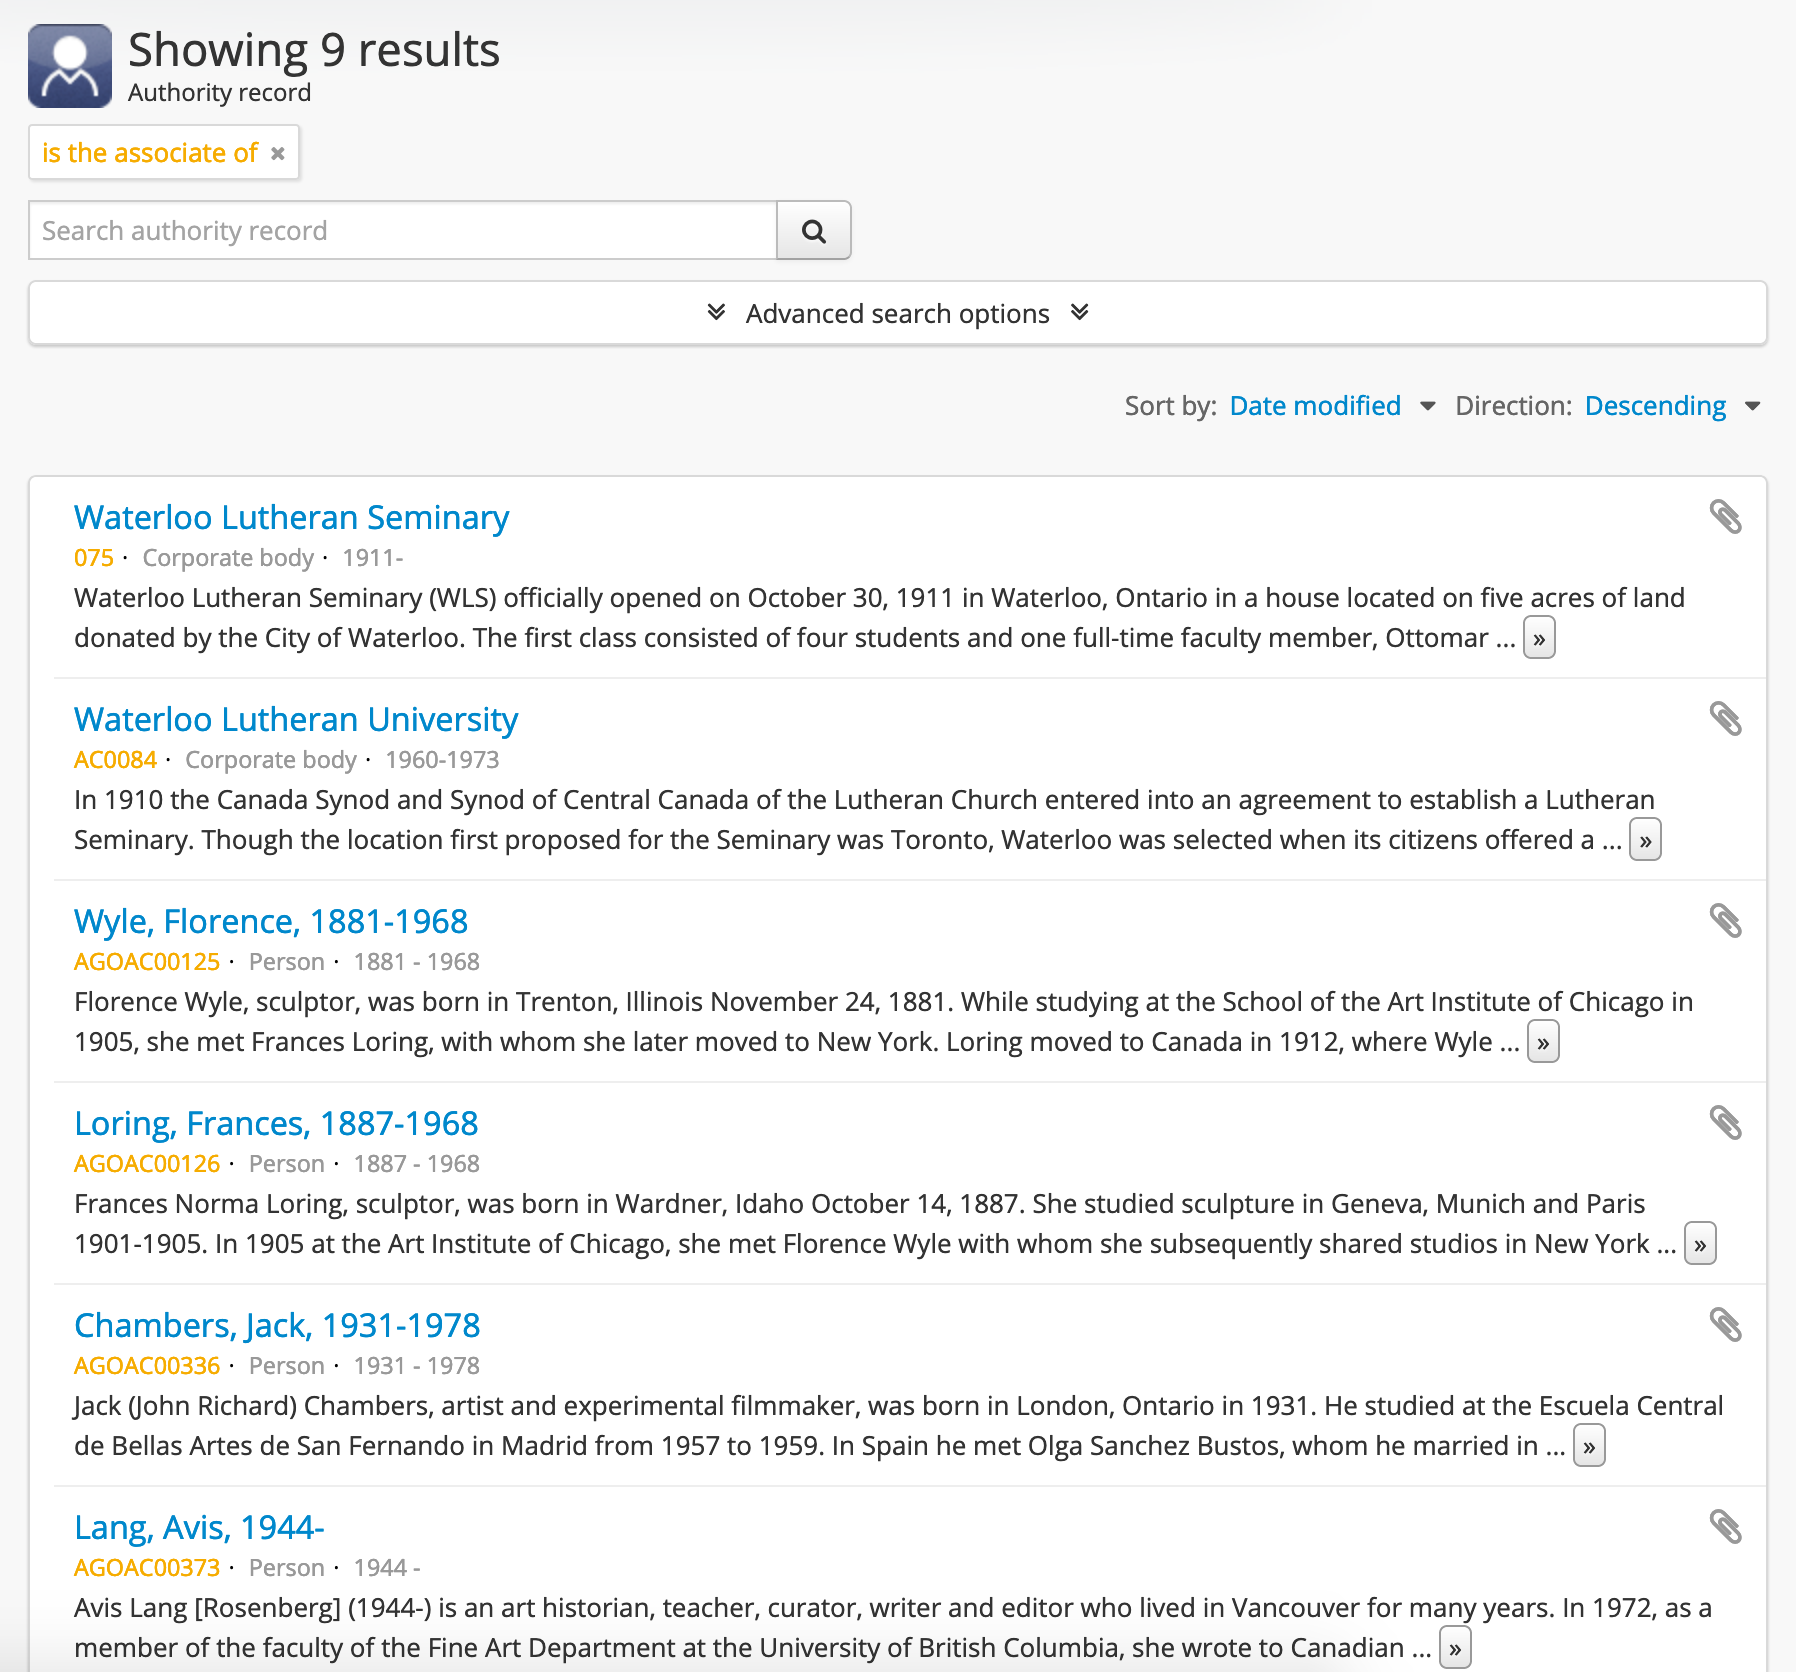 Showing 9 results
Authority record
is the associate of ×
Search authority record
Advanced search options
Sort by: Date modified Direction: Descending
Waterloo Lutheran Seminary
075 · Corporate body · 1911-
Waterloo Lutheran Seminary (WLS) officially opened on October 30, 1911 in Waterloo, Ontario in a house located on five acres of land
donated by the City of Waterloo. The first class consisted of four students and one full-time faculty member, Ottomar ... »
Waterloo Lutheran University
AC0084 · Corporate body · 1960-1973
In 1910 the Canada Synod and Synod of Central Canada of the Lutheran Church entered into an agreement to establish a Lutheran
Seminary. Though the location first proposed for the Seminary was Toronto, Waterloo was selected when its citizens offered a ... »
Wyle, Florence, 1881-1968
AGOAC00125 · Person · 1881 - 1968
Florence Wyle, sculptor, was born in Trenton, Illinois November 24, 1881. While studying at the School of the Art Institute of Chicago in
1905, she met Frances Loring, with whom she later moved to New York. Loring moved to Canada in 1912, where Wyle ... »
Loring, Frances, 1887-1968
AGOAC00126 · Person · 1887 - 1968
Frances Norma Loring, sculptor, was born in Wardner, Idaho October 14, 1887. She studied sculpture in Geneva, Munich and Paris
1901-1905. In 1905 at the Art Institute of Chicago, she met Florence Wyle with whom she subsequently shared studios in New York ... »
Chambers, Jack, 1931-1978
AGOAC00336 · Person · 1931 - 1978
Jack (John Richard) Chambers, artist and experimental filmmaker, was born in London, Ontario in 1931. He studied at the Escuela Central
de Bellas Artes de San Fernando in Madrid from 1957 to 1959. In Spain he met Olga Sanchez Bustos, whom he married in ... »
Lang, Avis, 1944-
AGOAC00373 · Person · 1944 -
Avis Lang [Rosenberg] (1944-) is an art historian, teacher, curator, writer and editor who lived in Vancouver for many years. In 1972, as a
member of the faculty of the Fine Art Department at the University of British Columbia, she wrote to Canadian ... »